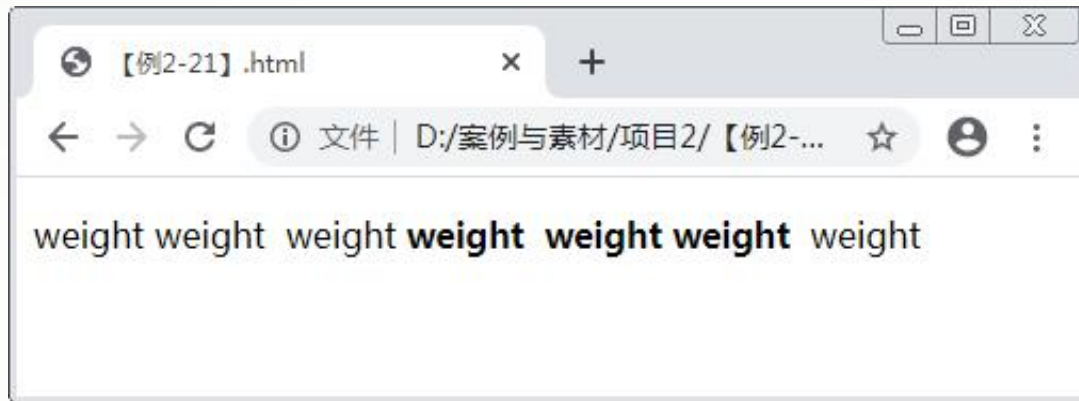 【例2-21】.html
文件 | D:/案例与素材/项目2/【例2-...
weight weight  weight weight  weight weight  weight